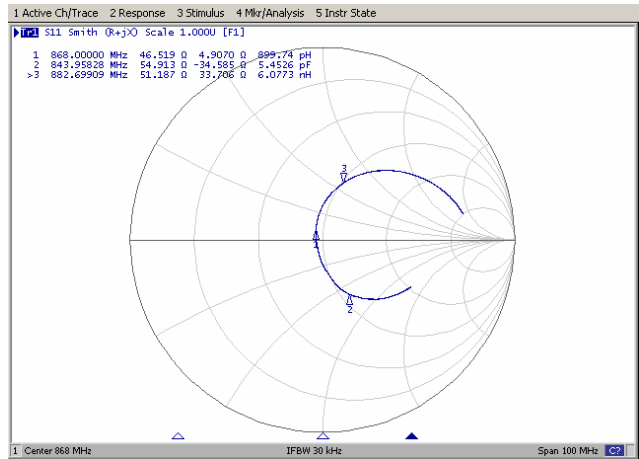 1 Active Ch/Trace 2 Response 3 Stimulus 4 Mkr/Analysis 5 Instr State
Tr1 S11 Smith (R+jX) Scale 1.000U [F1]
1 868.00000 MHz 46.519 Ω 4.9070 Ω 899.74 pH
2 843.95828 MHz 54.913 Ω -34.585 Ω 5.4526 pF
>3 882.69909 MHz 51.187 Ω 33.706 Ω 6.0773 nH
3
1
2
1 Center 868 MHz IFBW 30 kHz Span 100 MHz C?